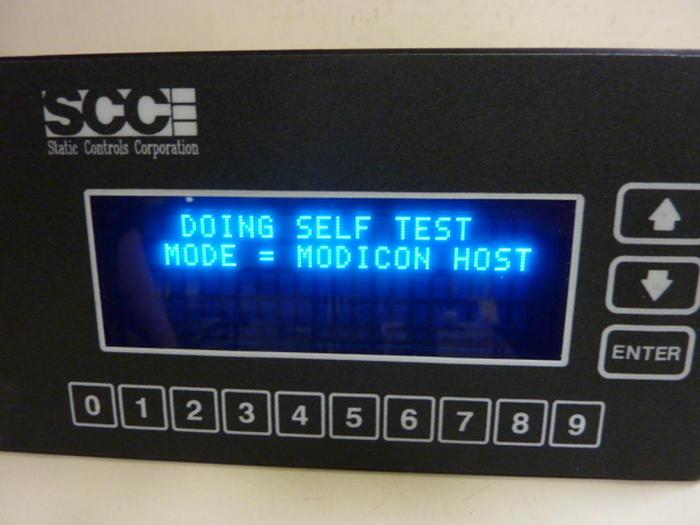 SCC
Static Controls Corporation
DOING SELF TEST
MODE = MODICON HOST
ENTER
0 1 2 3 4 5 6 7 8 9